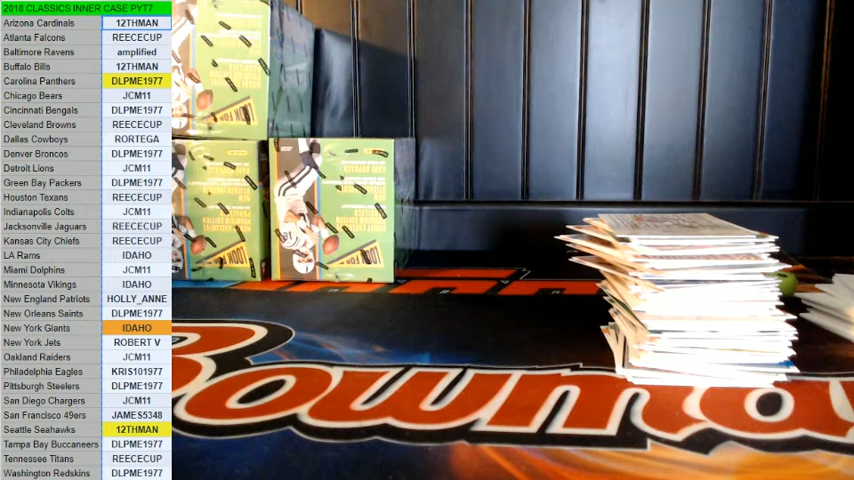 2018 CLASSICS INNER CASE PYT7
Arizona Cardinals 12THMAN
Atlanta Falcons REECECUP
Baltimore Ravens amplified
Buffalo Bills 12THMAN
Carolina Panthers DLPME1977
Chicago Bears JCM11
Cincinnati Bengals DLPME1977
Cleveland Browns REECECUP
Dallas Cowboys RORTEGA
Denver Broncos DLPME1977
Detroit Lions JCM11
Green Bay Packers DLPME1977
Houston Texans REECECUP
Indianapolis Colts JCM11
Jacksonville Jaguars REECECUP
Kansas City Chiefs REECECUP
LA Rams IDAHO
Miami Dolphins JCM11
Minnesota Vikings IDAHO
New England Patriots HOLLY_ANNE
New Orleans Saints DLPME1977
New York Giants IDAHO
New York Jets ROBERT V
Oakland Raiders JCM11
Philadelphia Eagles KRIS101977
Pittsburgh Steelers DLPME1977
San Diego Chargers JCM11
San Francisco 49ers JAMES5348
Seattle Seahawks 12THMAN
Tampa Bay Buccaneers DLPME1977
Tennessee Titans REECECUP
Washington Redskins DLPME1977
LOOK FOR
LOOK FOR